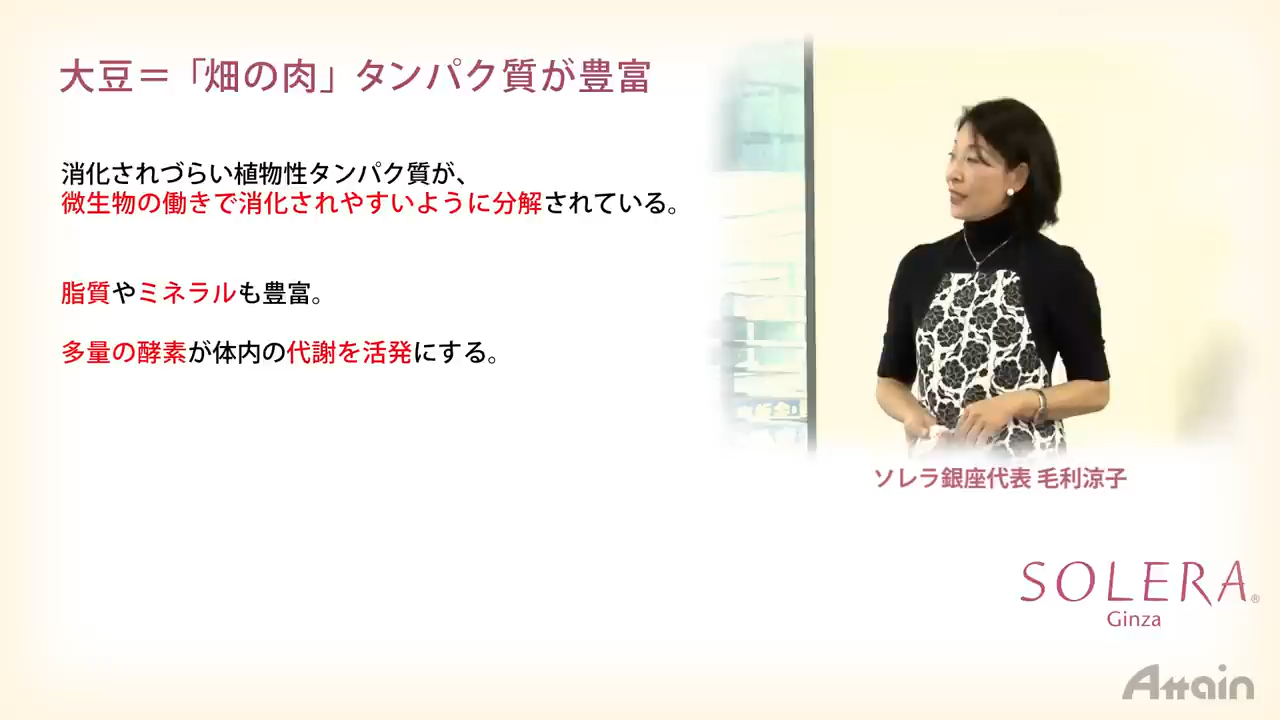 大豆＝「畑の肉」タンパク質が豊富
消化されづらい植物性タンパク質が、
微生物の働きで消化されやすいように分解されている。
脂質やミネラルも豊富。
多量の酵素が体内の代謝を活発にする。
ソレラ銀座代表 毛利涼子
SOLERA®
Ginza
Attain